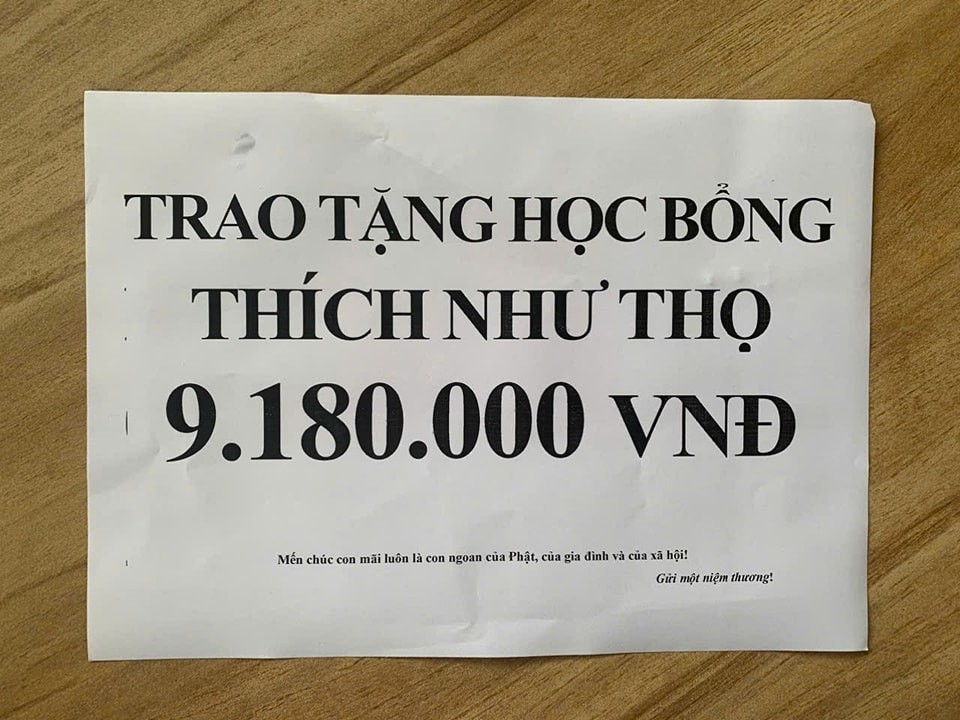 TRAO TẶNG HỌC BỔNG
THÍCH NHƯ THỌ
9.180.000 VNĐ
Mến chúc con mãi luôn là con ngoan của Phật, của gia đình và của xã hội!
Gửi một niệm thương!